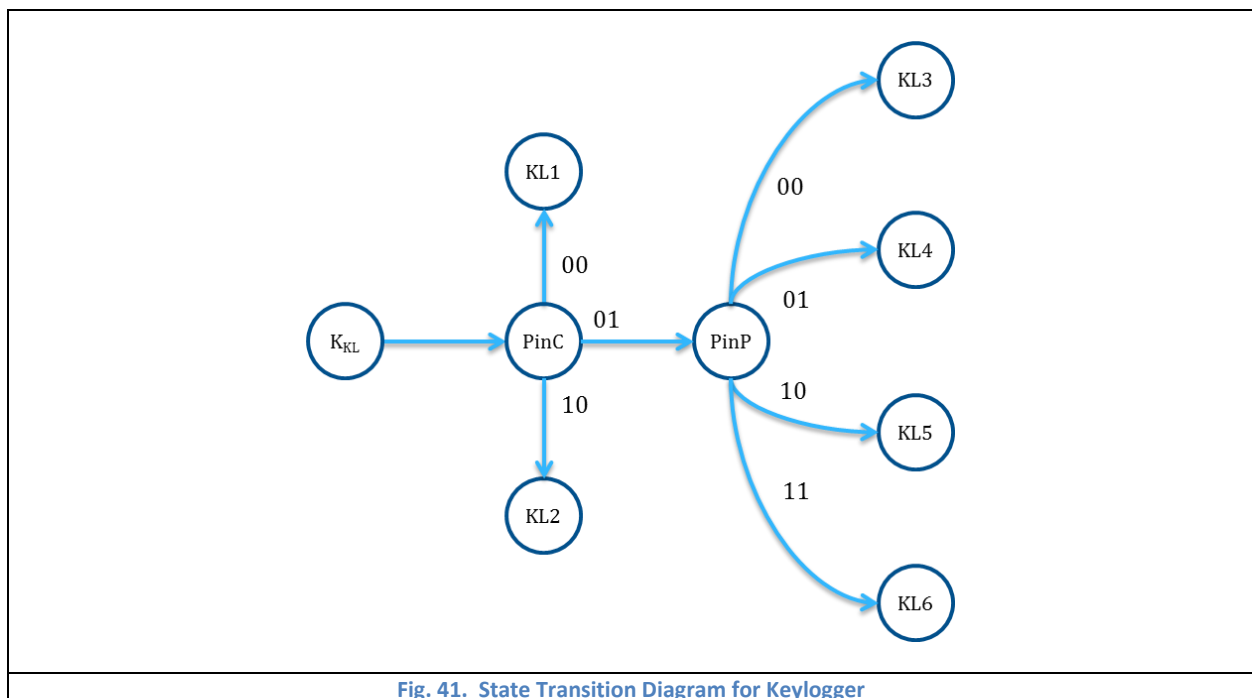 KL3
KL1
00
KL4
00
01
01
K_KL
PinC
PinP
10
10
KL5
11
KL2
KL6
Fig. 41. State Transition Diagram for Keylogger